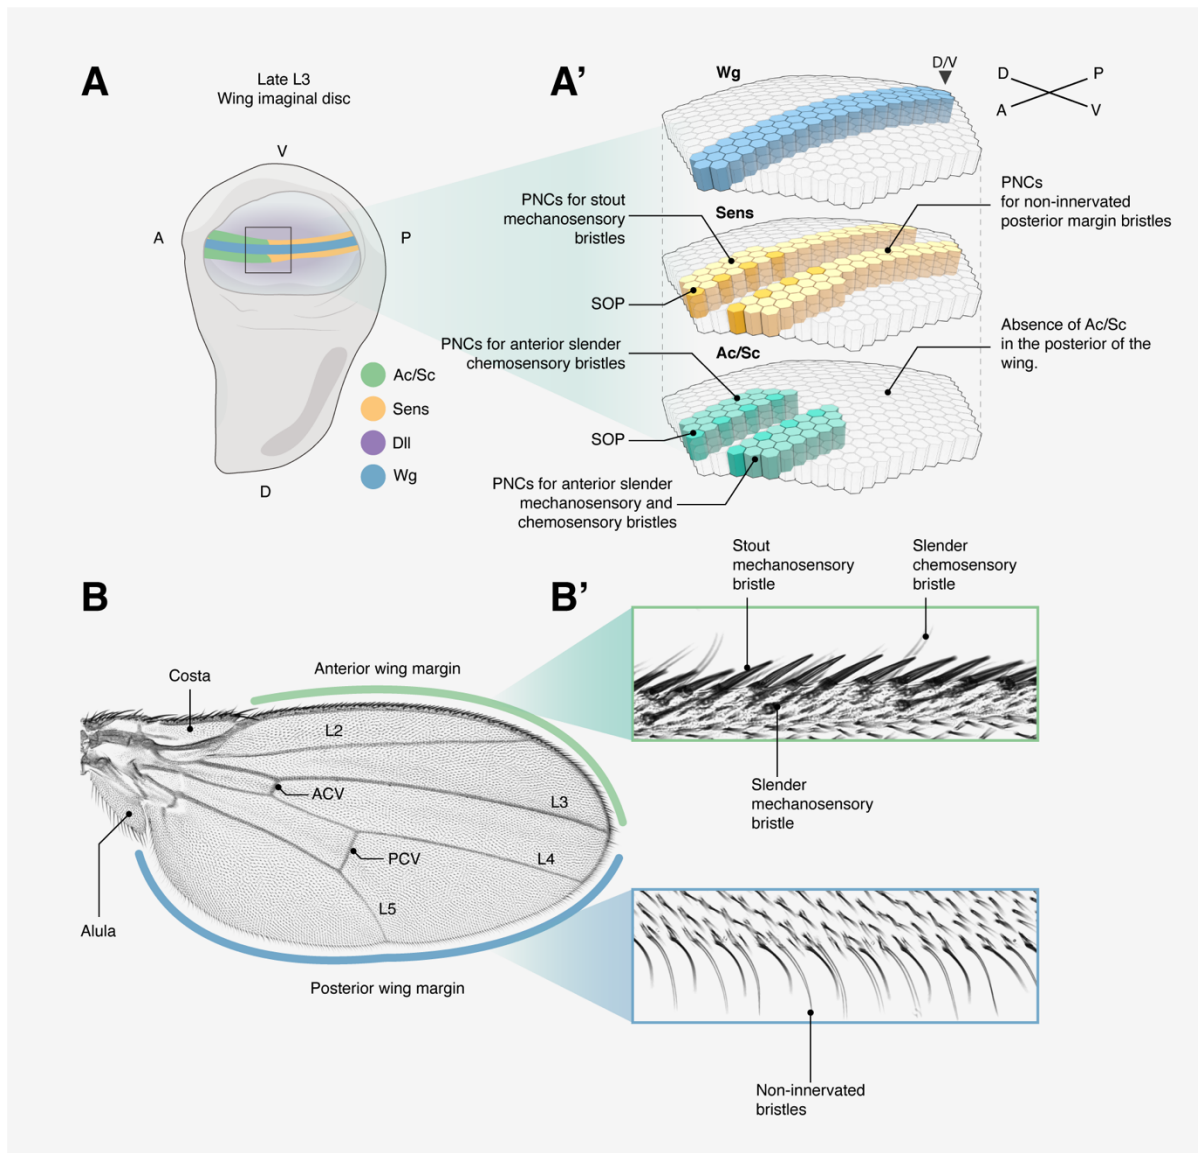 A
Late L3
Wing imaginal disc
V
A
P
D
Ac/Sc
Sens
Dll
Wg
A’
Wg
D/V
D
P
A
V
PNCs for stout
mechanosensory
bristles
Sens
SOP
PNCs
for non-innervated
posterior margin bristles
PNCs for anterior slender
chemosensory bristles
Ac/Sc
SOP
Absence of Ac/Sc
in the posterior of the
wing.
PNCs for anterior slender
mechanosensory and
chemosensory bristles
B
Costa
Anterior wing margin
L2
ACV
L3
PCV
L4
L5
Alula
Posterior wing margin
B’
Stout
mechanosensory
bristle
Slender
chemosensory
bristle
Slender
mechanosensory
bristle
Non-innervated
bristles